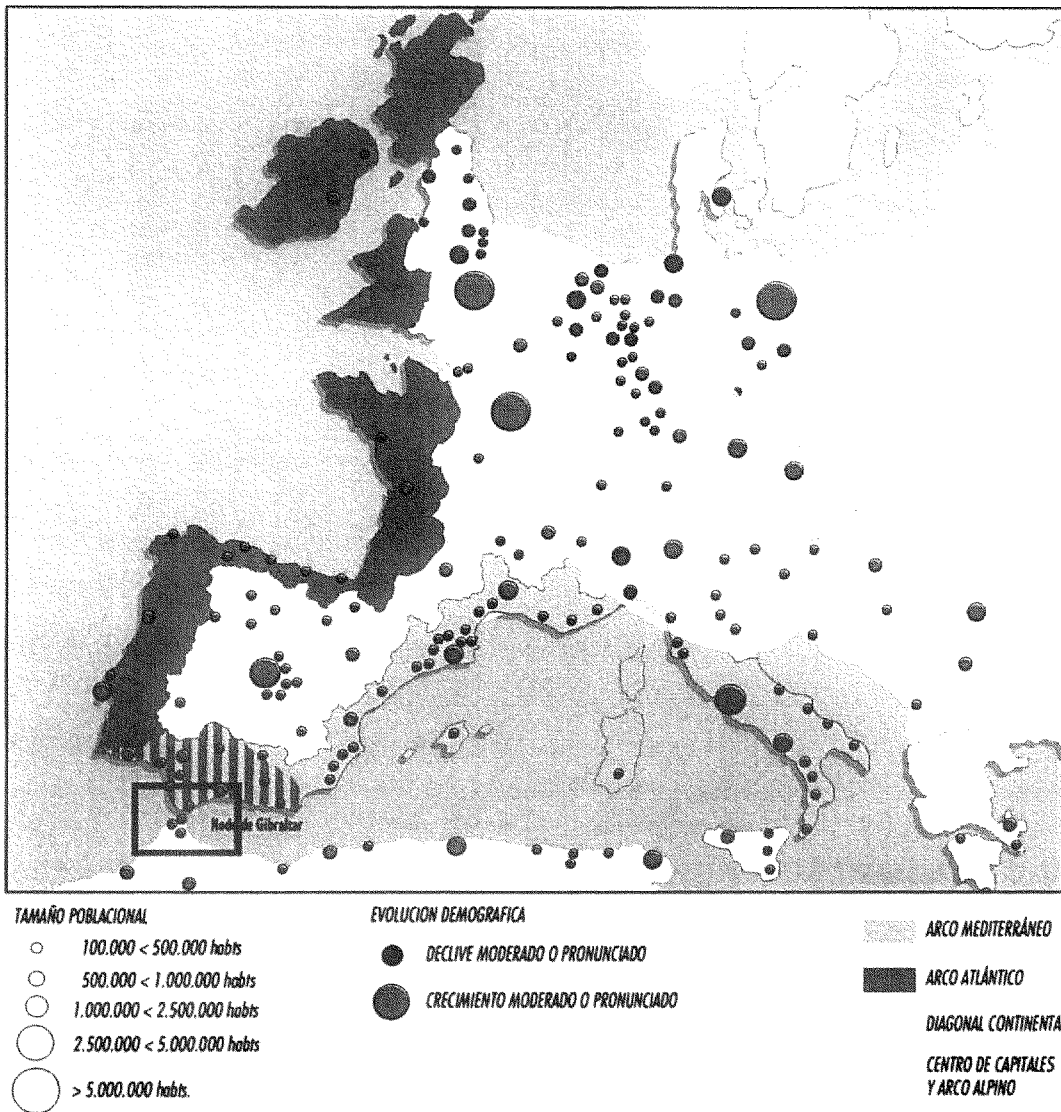 Nodo de Gibraltar
TAMAÑO POBLACIONAL
100.000 < 500.000 habts
500.000 < 1.000.000 habts
1.000.000 < 2.500.000 habts
2.500.000 < 5.000.000 habts
> 5.000.000 habts.
EVOLUCION DEMOGRAFICA
DECLIVE MODERADO O PRONUNCIADO
CRECIMIENTO MODERADO O PRONUNCIADO
ARCO MEDITERRÁNEO
ARCO ATLÁNTICO
DIAGONAL CONTINENTA
CENTRO DE CAPITALES
Y ARCO ALPINO